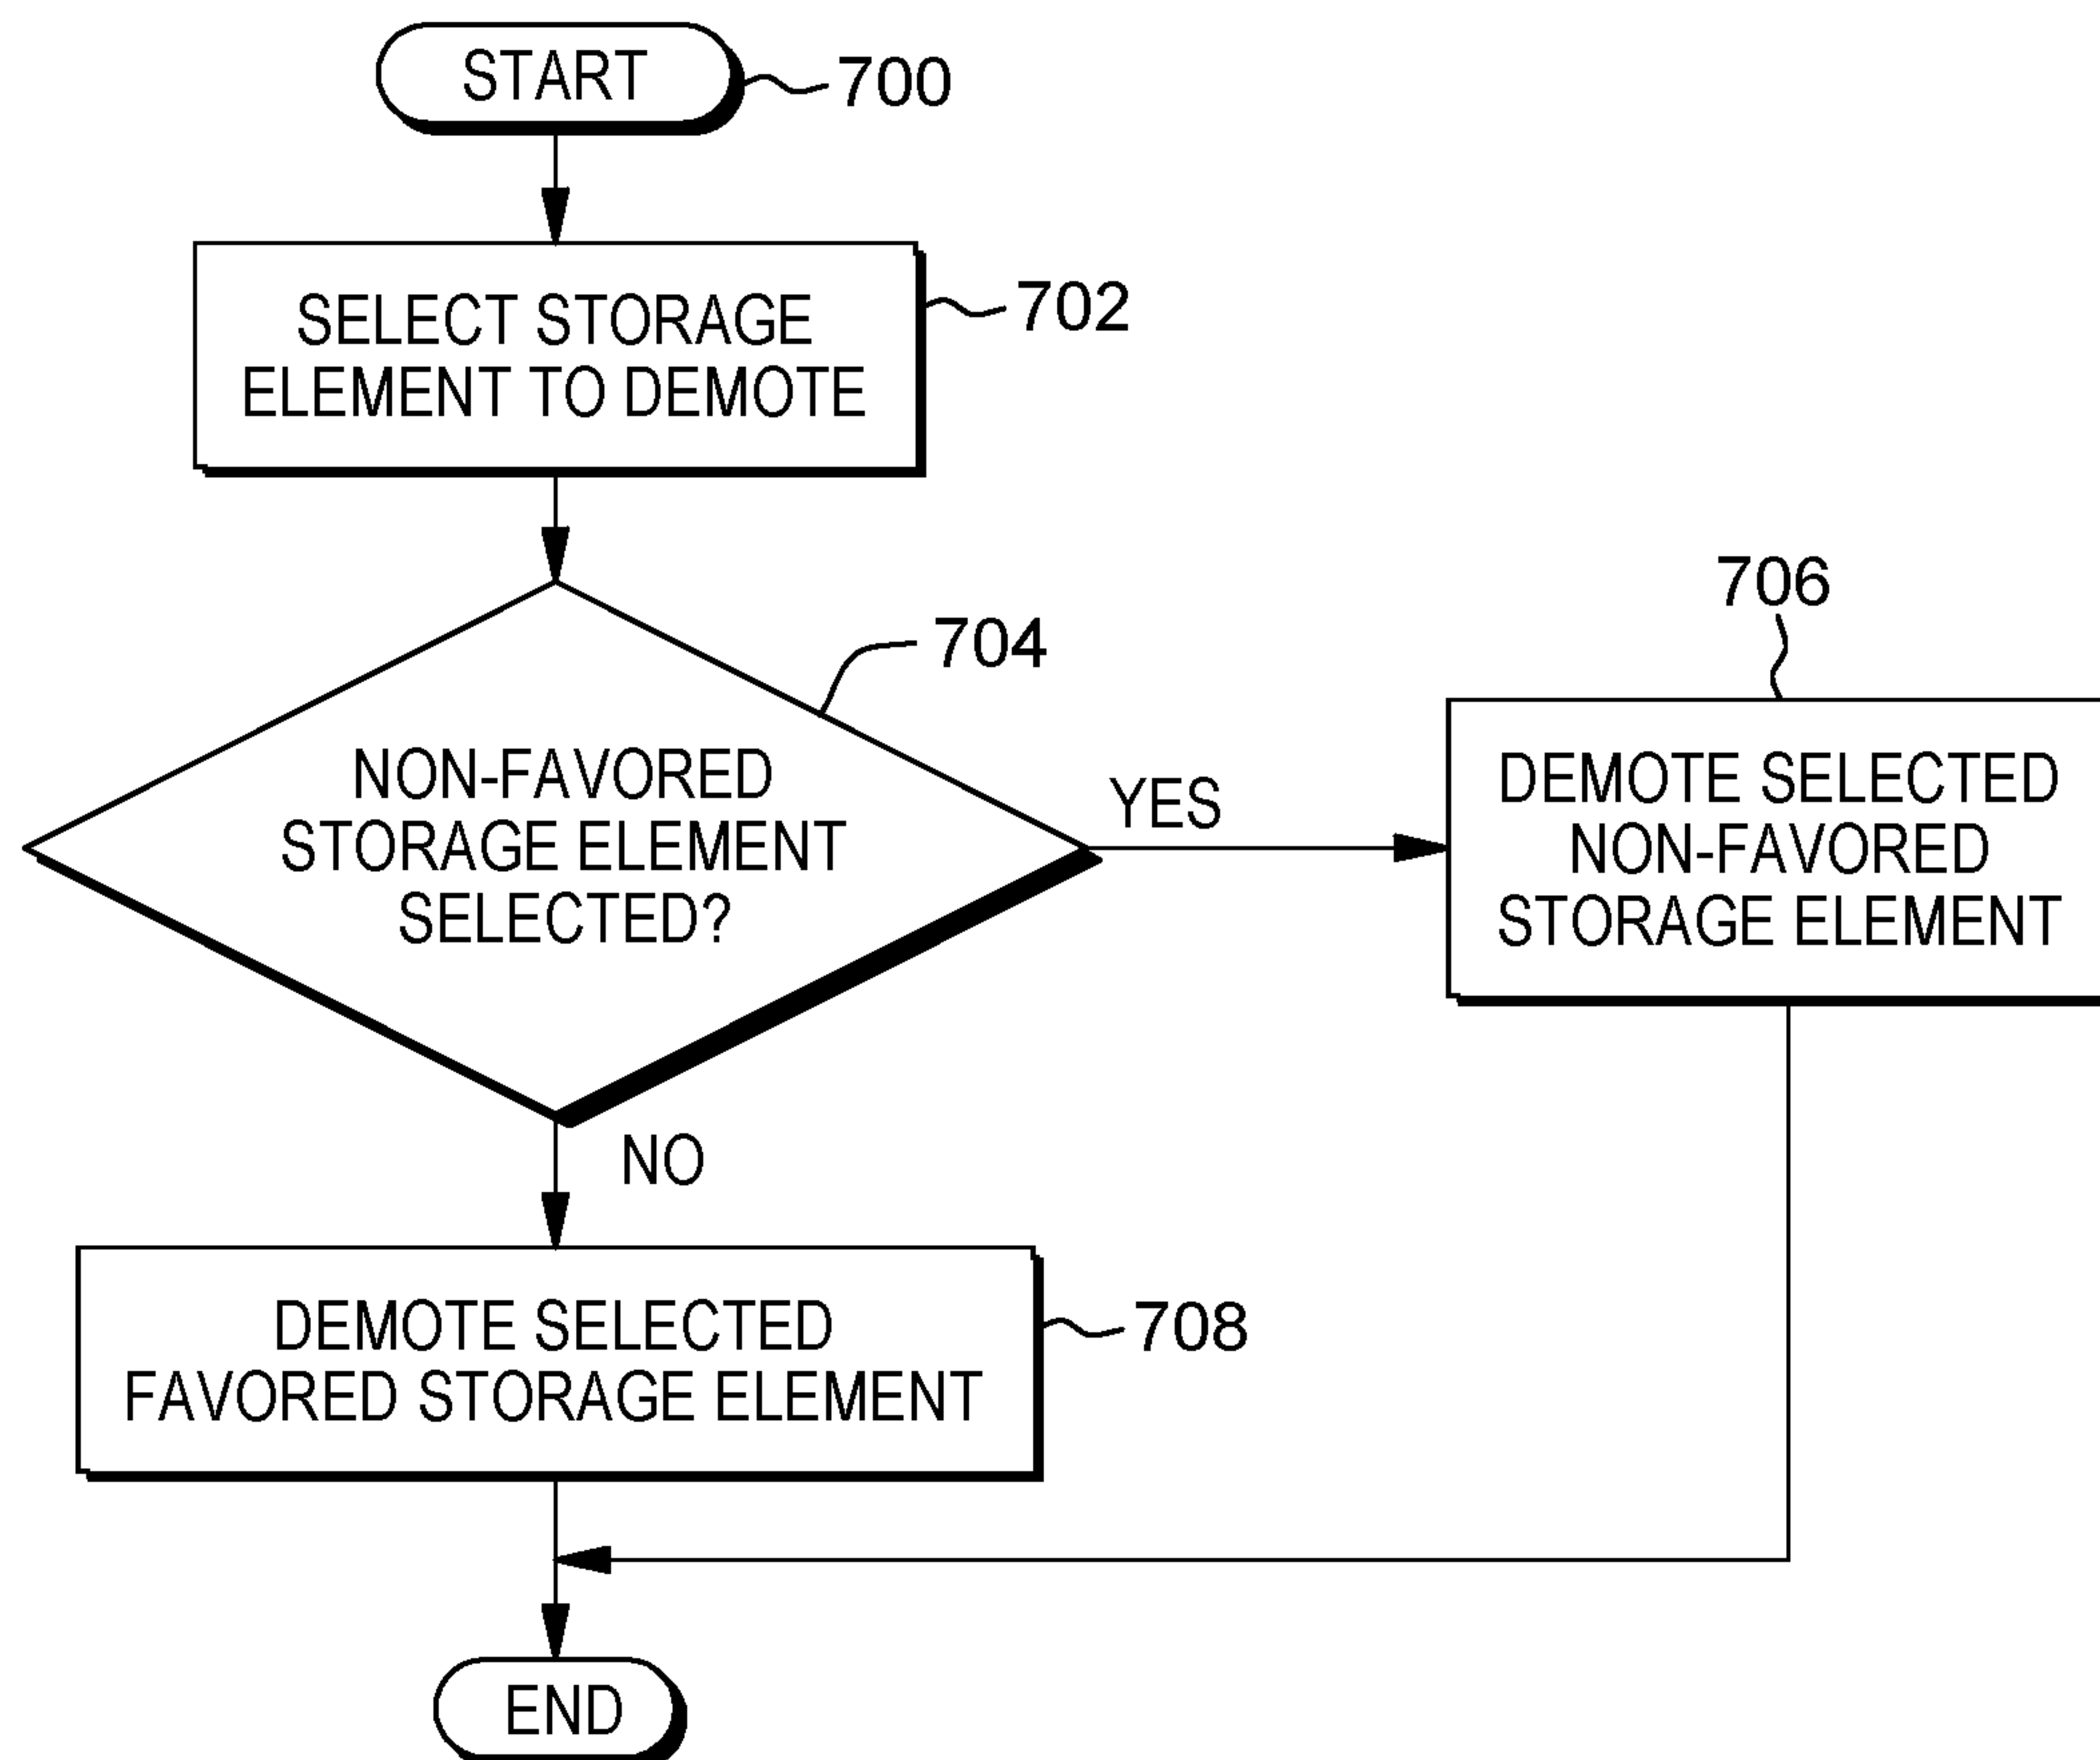 START
700
SELECT STORAGE
ELEMENT TO DEMOTE
702
704
NON-FAVORED
STORAGE ELEMENT
SELECTED?
YES
706
DEMOTE SELECTED
NON-FAVORED
STORAGE ELEMENT
NO
DEMOTE SELECTED
FAVORED STORAGE ELEMENT
708
END